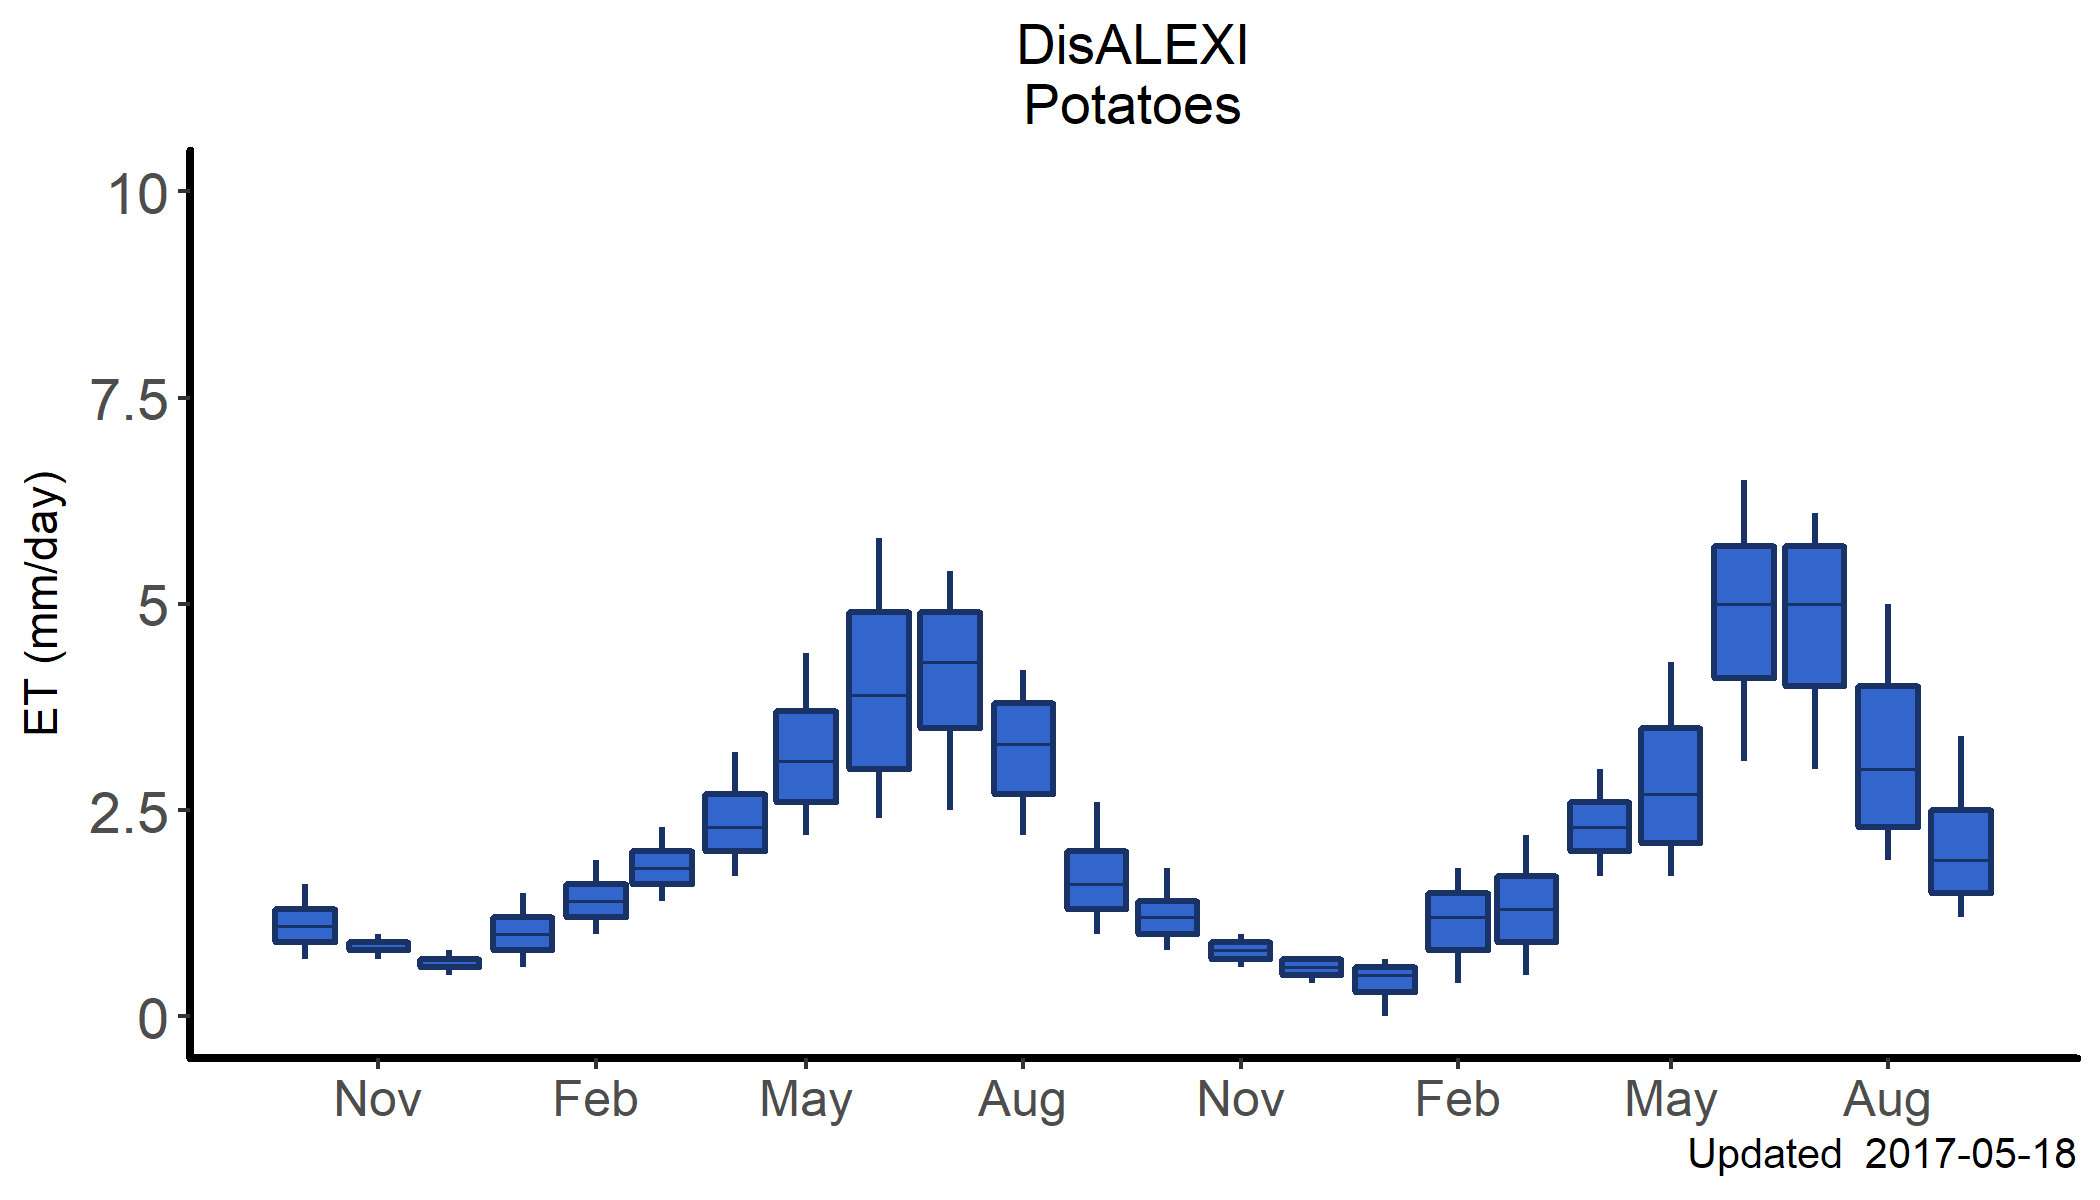 DisALEXI
Potatoes
10
7.5
5
2.5
0
ET (mm/day)
Nov Feb May Aug Nov Feb May Aug
Updated 2017-05-18